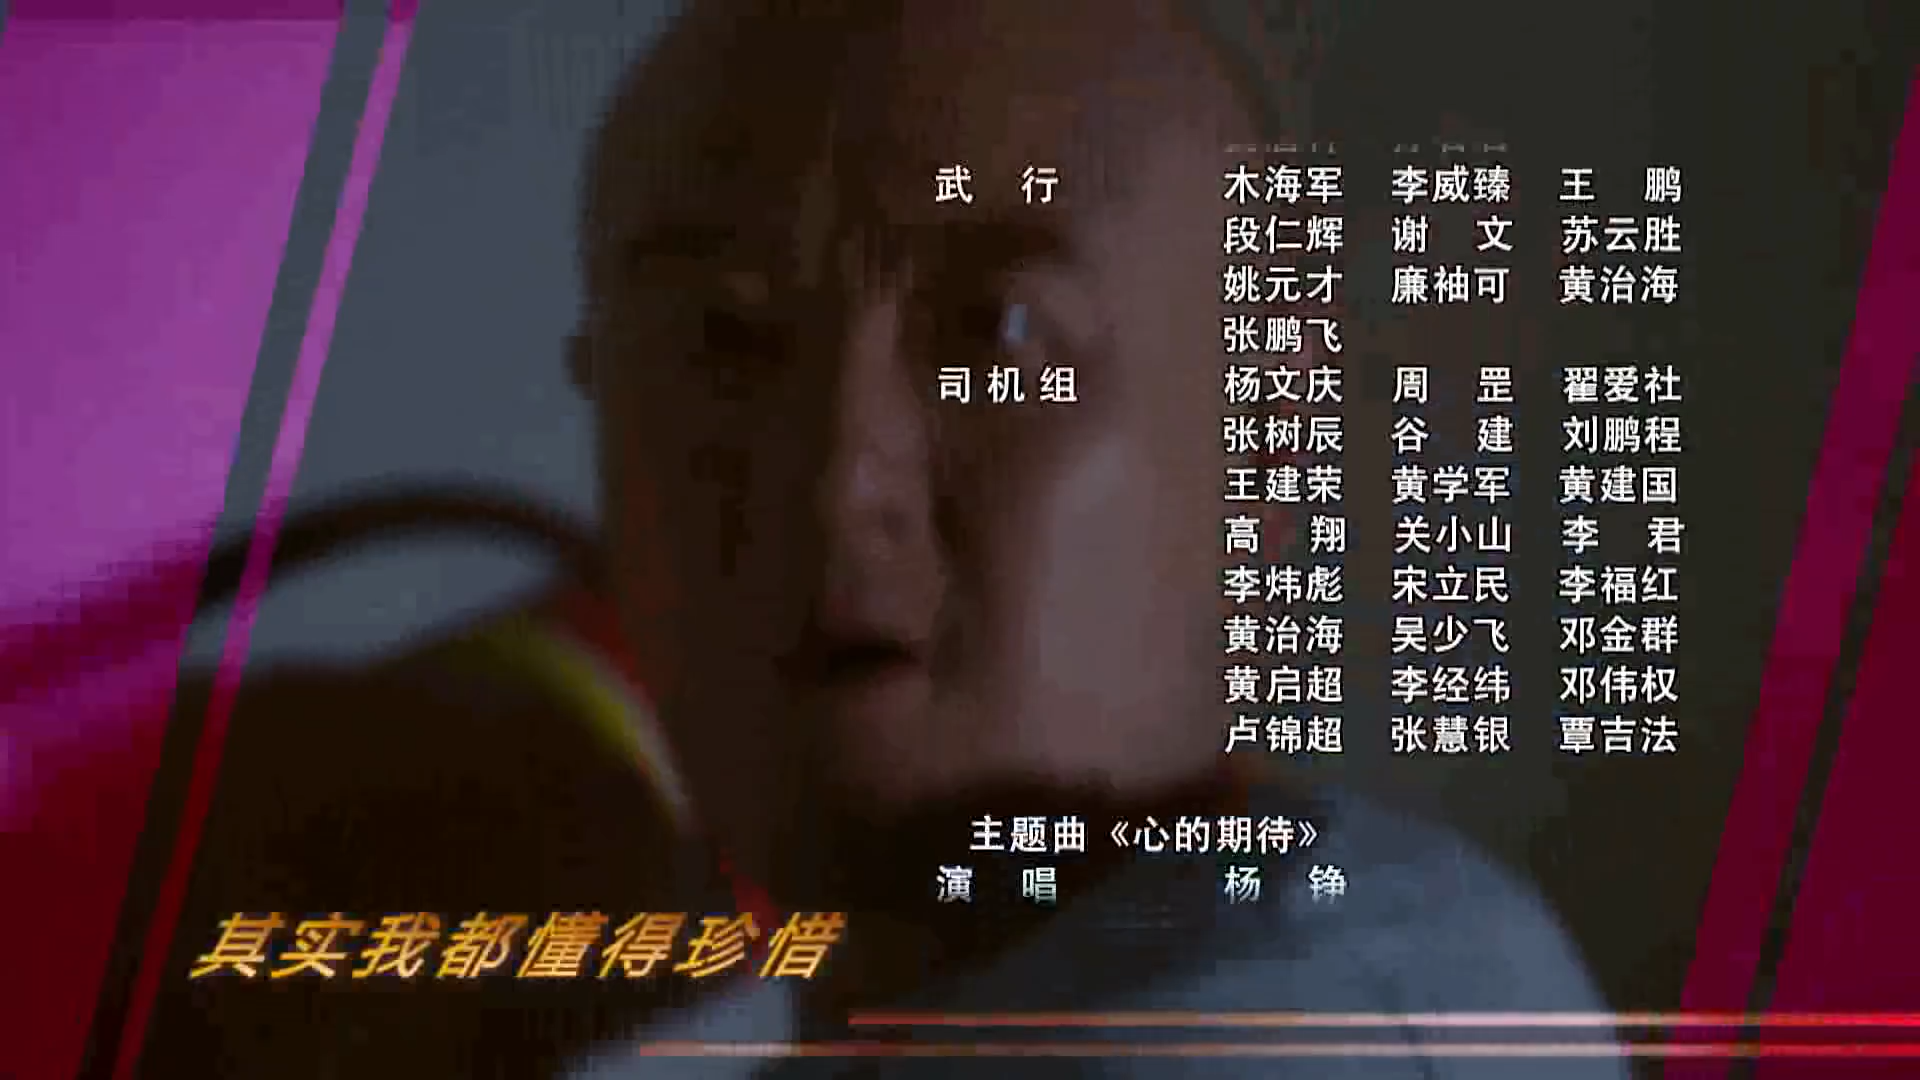 武 行 木海军 李威臻 王 鹏
段仁辉 谢 文 苏云胜
姚元才 廉袖可 黄治海
张鹏飞
司机组 杨文庆 周 罡 翟爱社
张树辰 谷 建 刘鹏程
王建荣 黄学军 黄建国
高 翔 关小山 李 君
李炜彪 宋立民 李福红
黄治海 吴少飞 邓金群
黄启超 李经纬 邓伟权
卢锦超 张慧银 覃吉法
主题曲《心的期待》
演 唱 杨 铮
其实我都懂得珍惜